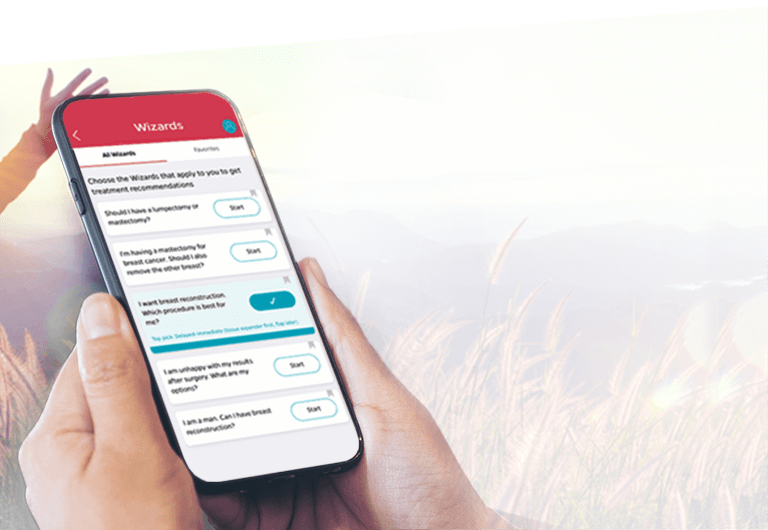 Wizards
All Wizards
Favorites
Choose the Wizards that apply to you to get
treatment recommendations
Should I have a lumpectomy or
mastectomy?
Start
I'm having a mastectomy for
breast cancer. Should I also
remove the other breast?
Start
I want breast reconstruction.
Which procedure is best for
me?
Top pick: Delayed-immediate (tissue expander first, flap later)
I am unhappy with my results
after surgery. What are my
options?
Start
I am a man. Can I have breast
reconstruction?
Start